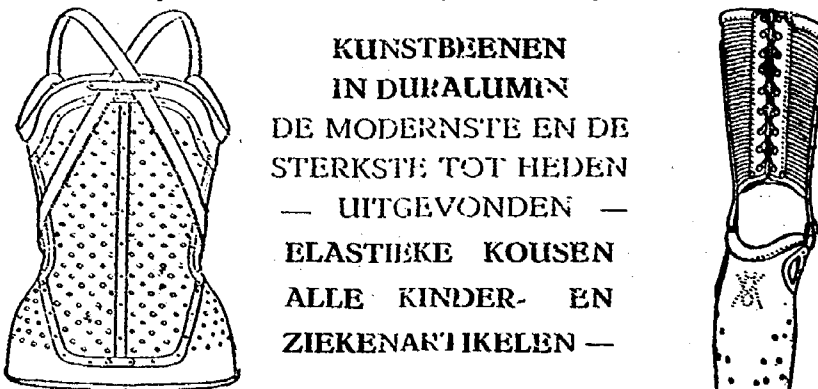 KUNSTBEENEN
IN DURALUMIN
DE MODERNSTE EN DE
STERKSTE TOT HEDEN
— UITGEVONDEN —
ELASTIEKE KOUSEN
ALLE KINDER- EN
ZIEKENARTIKELEN —